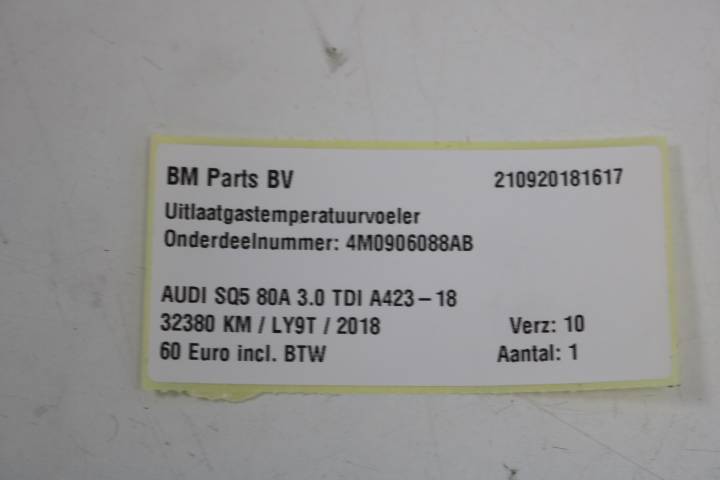 BM Parts BV 210920181617
Uitlaatgastemperatuurvoeler
Onderdeelnummer: 4M0906088AB
AUDI SQ5 80A 3.0 TDI A423-18
32380 KM / LY9T / 2018 Verz: 10
60 Euro incl. BTW Aantal: 1